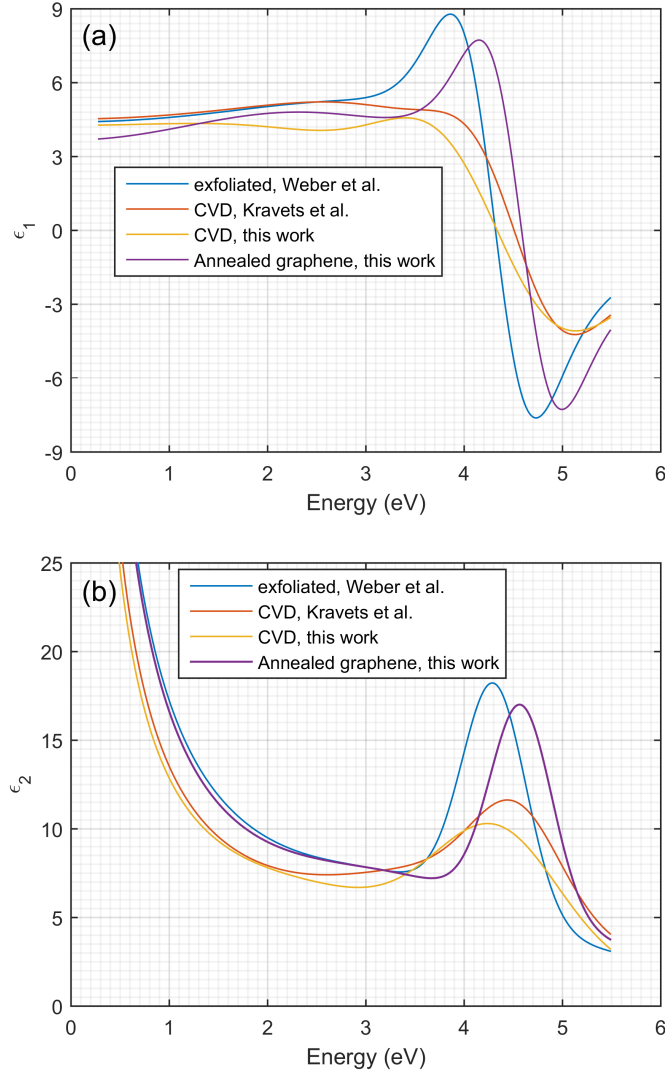 (a)
9
6
3
0
-3
-6
-9
ϵ1
exfoliated, Weber et al.
CVD, Kravets et al.
CVD, this work
Annealed graphene, this work
0 1 2 3 4 5 6
Energy (eV)
(b)
25
20
15
10
5
0
ϵ2
exfoliated, Weber et al.
CVD, Kravets et al.
CVD, this work
Annealed graphene, this work
0 1 2 3 4 5 6
Energy (eV)